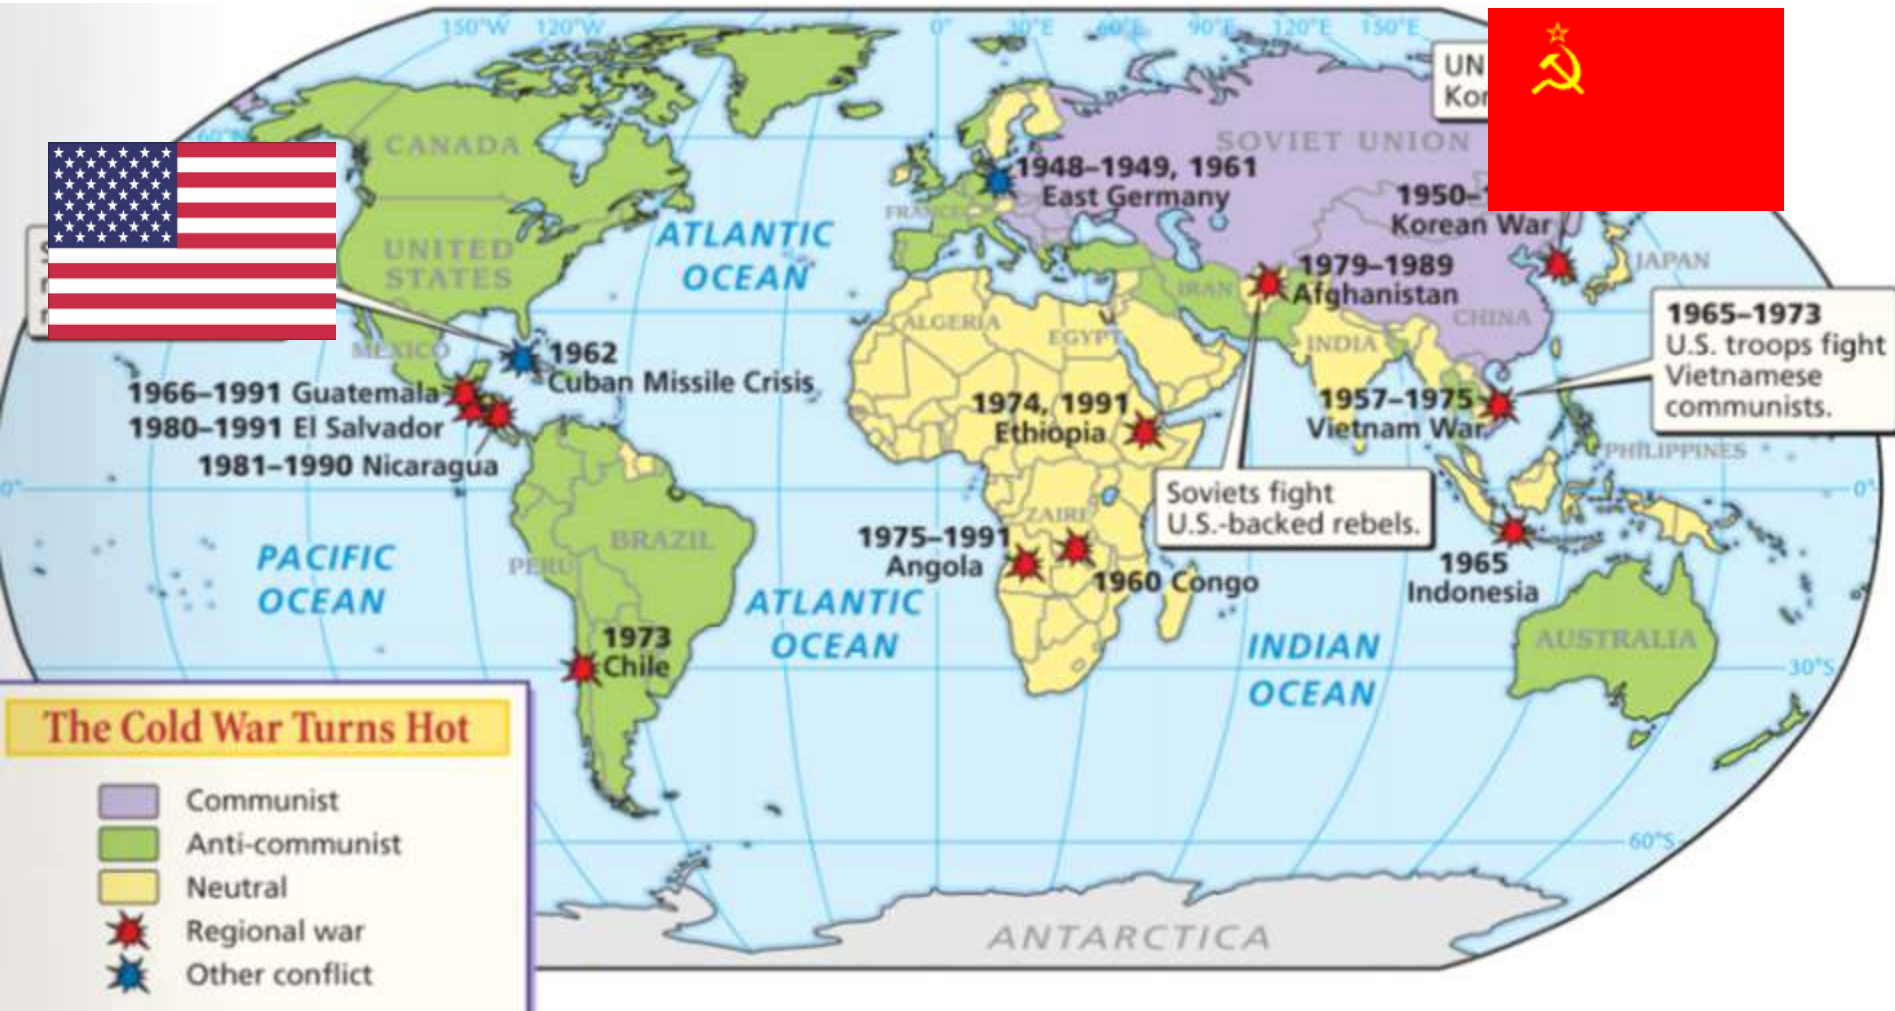 150°W 120°W 0° 30°E 60°E 90°E 120°E 150°E
UN
60°N
CANADA
SOVIET UNION
1948–1949, 1961
East Germany
1950–
Korean War
FRANCE
ATLANTIC
OCEAN
UNITED
STATES
JAPAN
1979–1989
Afghanistan
IRAN
1965–1973
U.S. troops fight
Vietnamese
communists.
ALGERIA
EGYPT
INDIA
CHINA
MEXICO
1962
Cuban Missile Crisis
1966–1991 Guatemala
1980–1991 El Salvador
1981–1990 Nicaragua
1974, 1991
Ethiopia
1957–1975
Vietnam War
PHILIPPINES
0°
0°
Soviets fight
U.S.-backed rebels.
ZAIRE
BRAZIL
PERU
1975–1991
Angola
1960 Congo
1965
Indonesia
PACIFIC
OCEAN
ATLANTIC
OCEAN
INDIAN
OCEAN
AUSTRALIA
1973
Chile
30°S
The Cold War Turns Hot
Communist
Anti-communist
Neutral
Regional war
Other conflict
60°S
ANTARCTICA